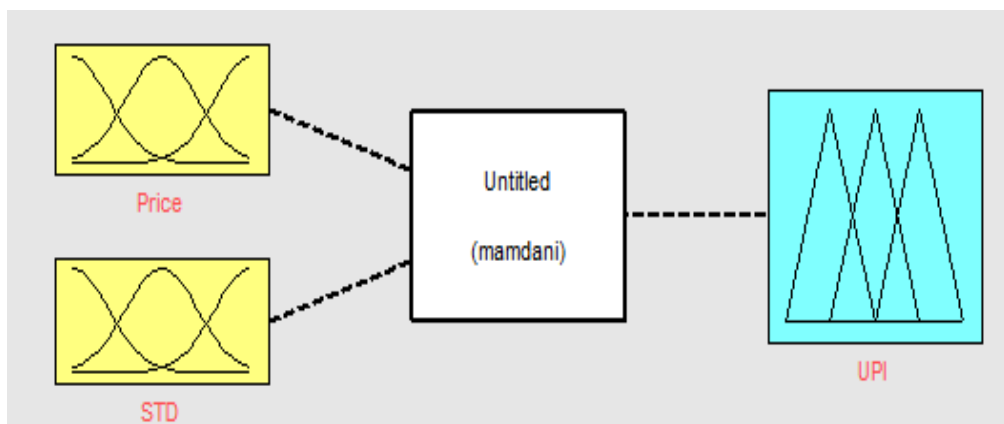 Price
Untitled
(mamdani)
STD
UPI